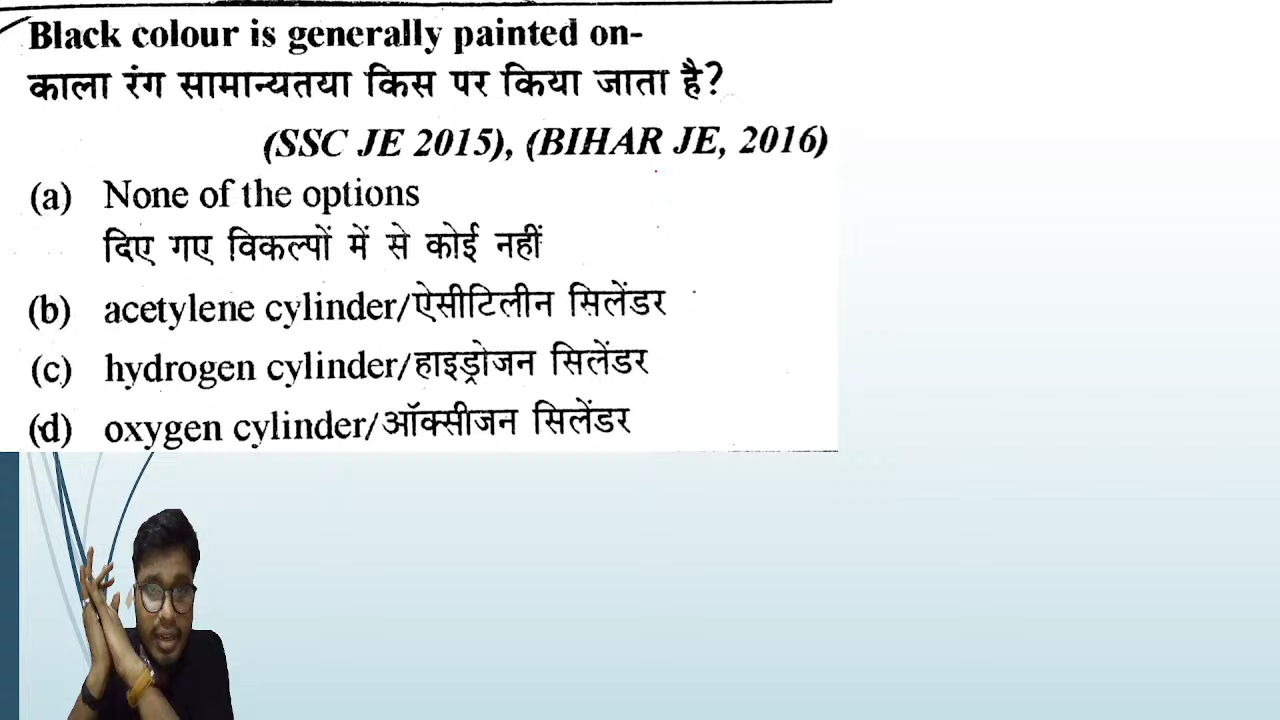 Black colour is generally painted on-
काला रंग सामान्यतया किस पर किया जाता है?
(SSC JE 2015), (BIHAR JE, 2016)
(a) None of the options
दिए गए विकल्पों में से कोई नहीं
(b) acetylene cylinder/ऐसीटिलीन सिलेंडर
(c) hydrogen cylinder/हाइड्रोजन सिलेंडर
(d) oxygen cylinder/ऑक्सीजन सिलेंडर